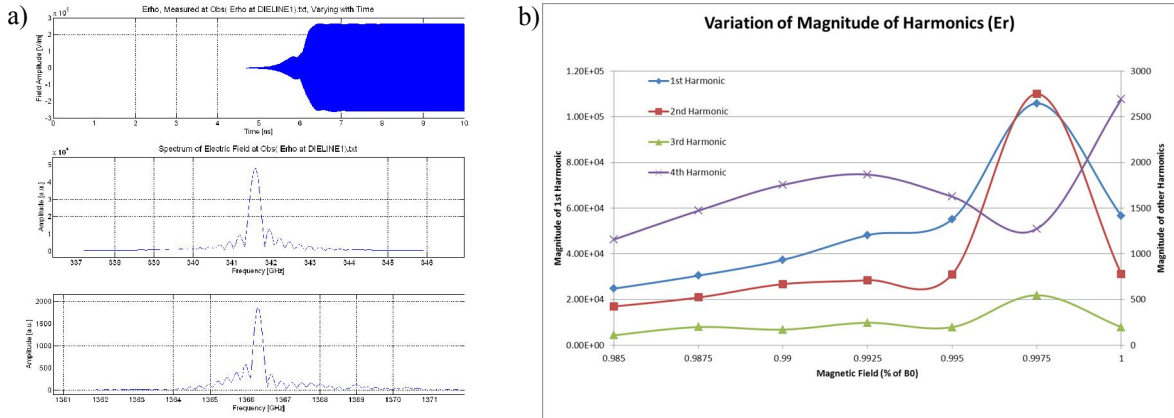 a)
Erho, Measured at Obs( Erho at DIELINE1).txt, Varying with Time
Field Amplitude [V/m]
3
2
1
0
-1
-2
-3
0 1 2 3 4 5 6 7 8 9 10
Time [ns]
Spectrum of Electric Field at Obs( Erho at DIELINE1).txt
Amplitude [a.u.]
5
4
3
2
1
0
337 338 339 340 341 342 343 344 345 346
Frequency [GHz]
Amplitude [a.u.]
2000
1500
1000
500
0
1361 1362 1363 1364 1365 1366 1367 1368 1369 1370 1371
Frequency [GHz]
b)
Variation of Magnitude of Harmonics (Er)
Magnitude of 1st Harmonic
1.20E+05
1.00E+05
8.00E+04
6.00E+04
4.00E+04
2.00E+04
0.00E+00
1st Harmonic
2nd Harmonic
3rd Harmonic
4th Harmonic
3000
2500
2000
1500
1000
500
0
Magnitude of other Harmonics
0.985 0.9875 0.99 0.9925 0.995 0.9975 1
Magnetic Field (% of B0)